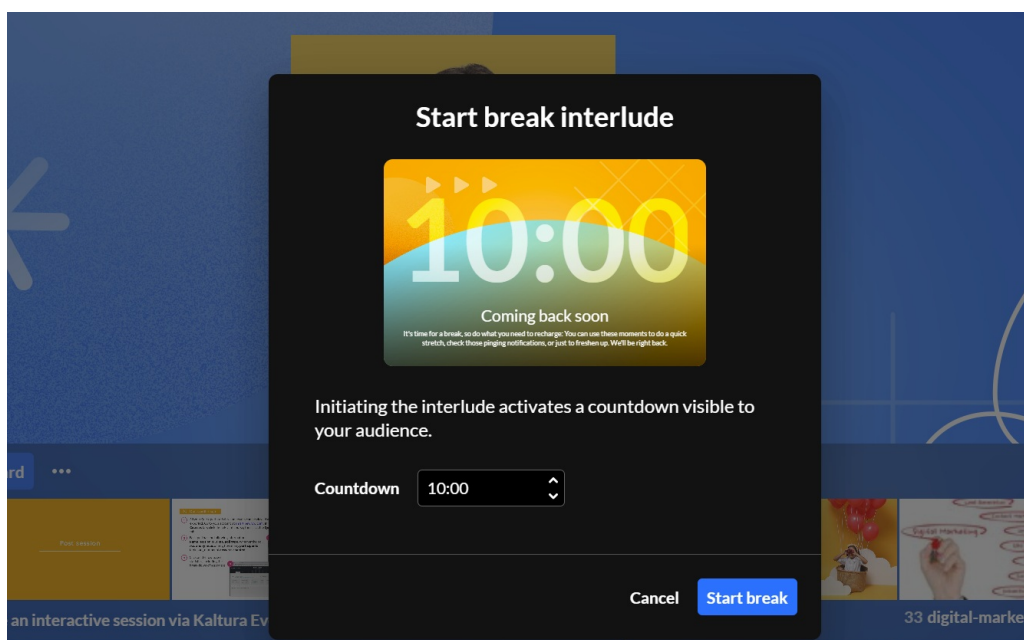 Start break interlude
10:00
Coming back soon
It's time for a break, so do what you need to recharge: You can use these moments to do a quick
stretch, check those pinging notifications, or just to freshen up. We'll be right back.
Initiating the interlude activates a countdown visible to
your audience.
rd
Countdown
10:00
Poll session
Digital Marketing
Cancel
Start break
an interactive session via Kaltura Ev
33 digital-marke